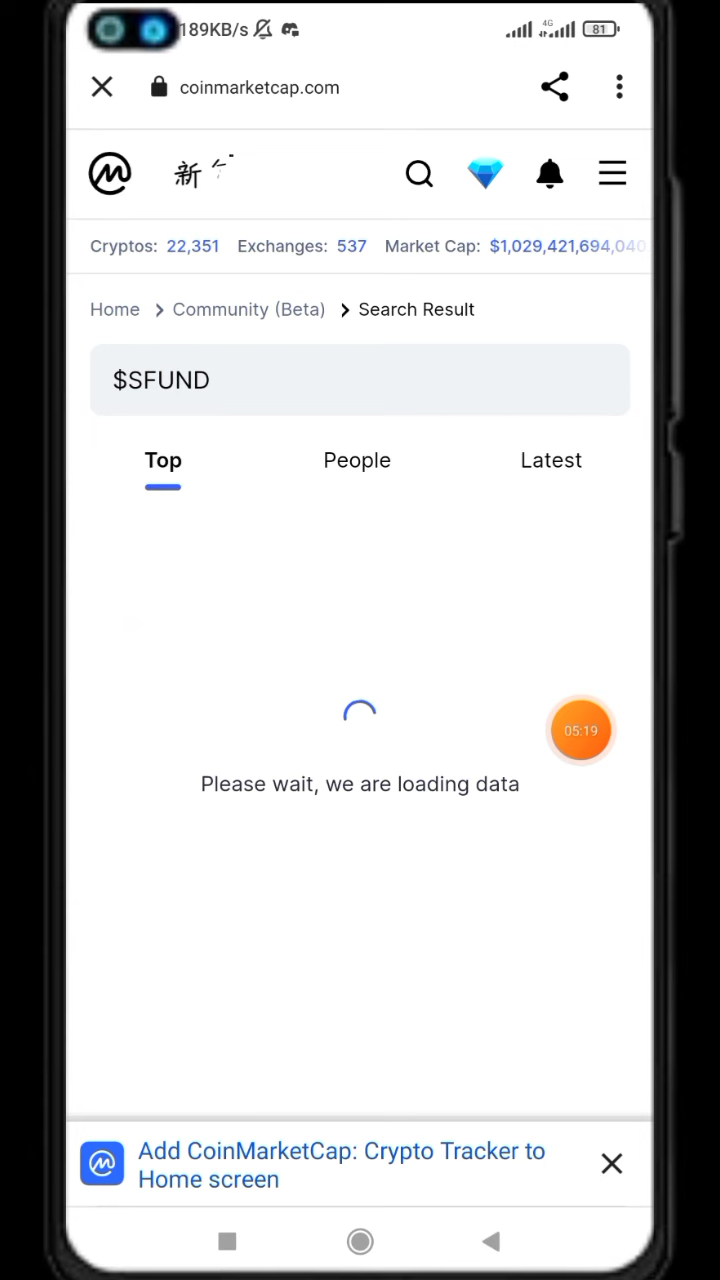 189KB/s 4G 81
coinmarketcap.com
新
Cryptos: 22,351 Exchanges: 537 Market Cap: $1,029,421,694,040
Home > Community (Beta) > Search Result
$SFUND
Top People Latest
05:19
Please wait, we are loading data
Add CoinMarketCap: Crypto Tracker to
Home screen